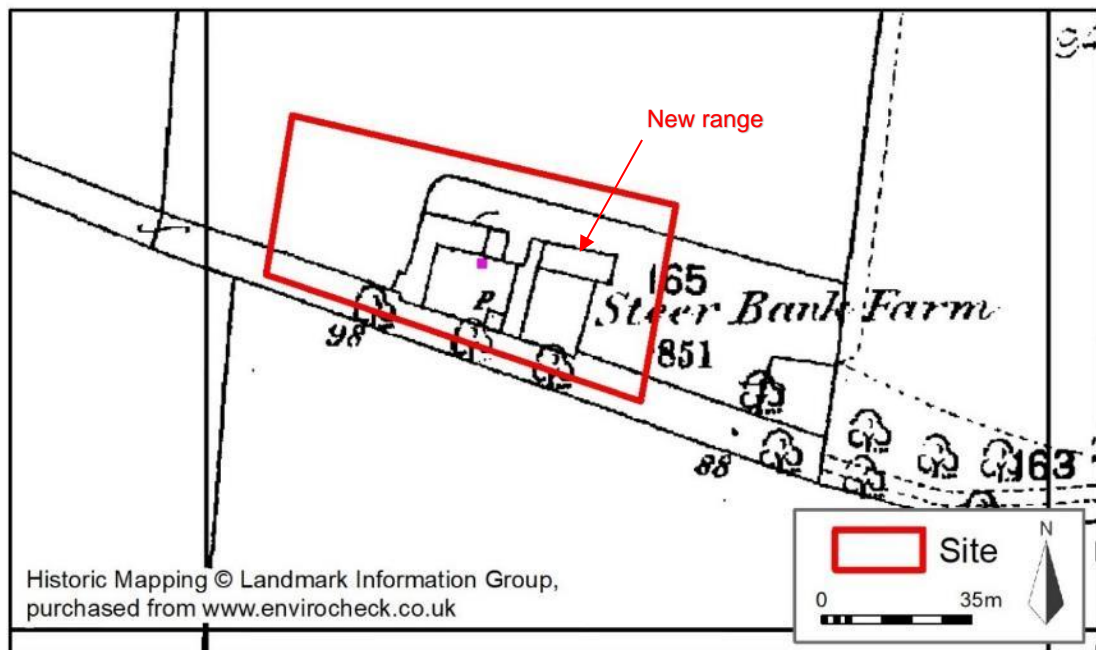 New range
165
Steer Bank Farm
851
P
98
88
163
Site
N
0 35m
Historic Mapping © Landmark Information Group,
purchased from www.envirocheck.co.uk